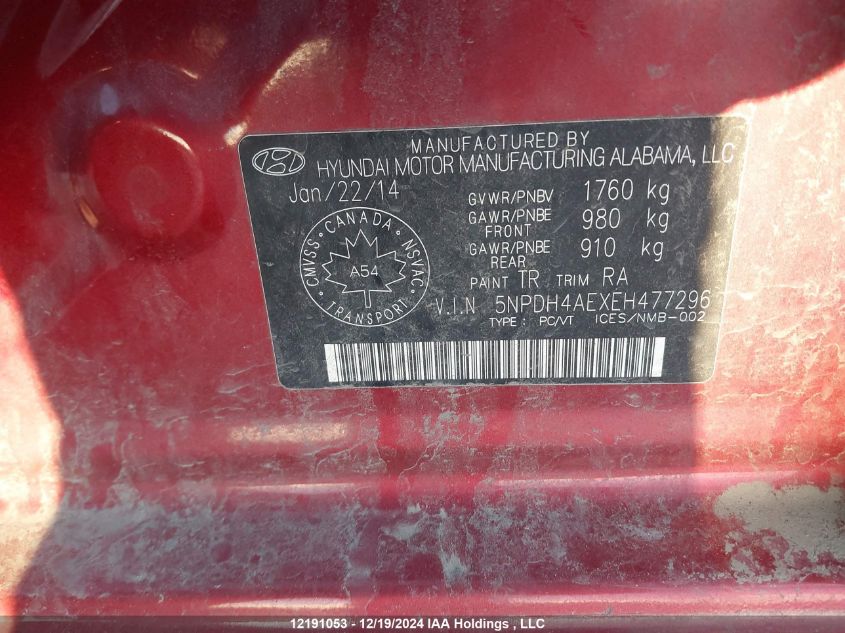 MANUFACTURED BY
HYUNDAI MOTOR MANUFACTURING ALABAMA, LLC
Jan/22/14
GVWR/PNBV 1760 kg
GAWR/PNBE FRONT 980 kg
GAWR/PNBE REAR 910 kg
PAINT TR TRIM RA
V.I.N 5NPDH4AEXEH477296
TYPE : PC/VT ICES/NMB-002
CANADA
CMVSS NSVAC
A54
TRANSPORT
12191053 - 12/19/2024 IAA Holdings , LLC